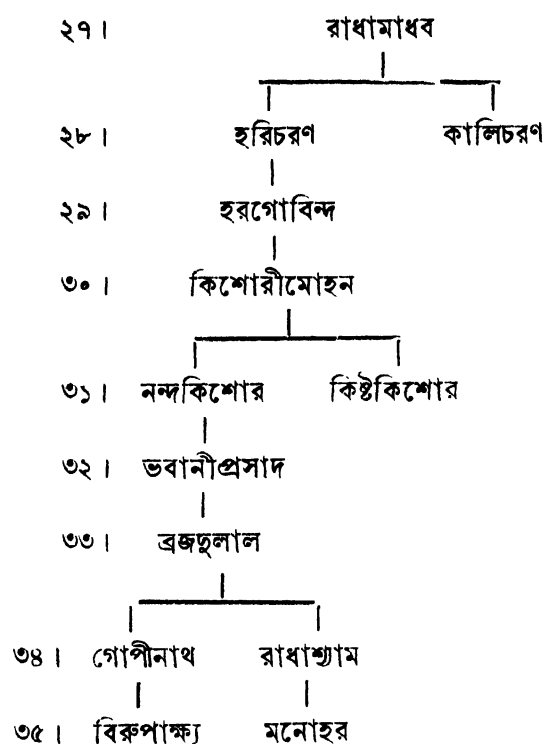 ২৭। রাধামাধব
২৮। হরিচরণ কালিচরণ
২৯। হরগোবিন্দ
৩০। কিশোরীমোহন
৩১। নন্দকিশোর কিষ্টকিশোর
৩২। ভবানীপ্রসাদ
৩৩। ব্রজদুলাল
৩৪। গোপীনাথ রাধাশ্যাম
৩৫। বিরুপাক্ষ্য মনোহর